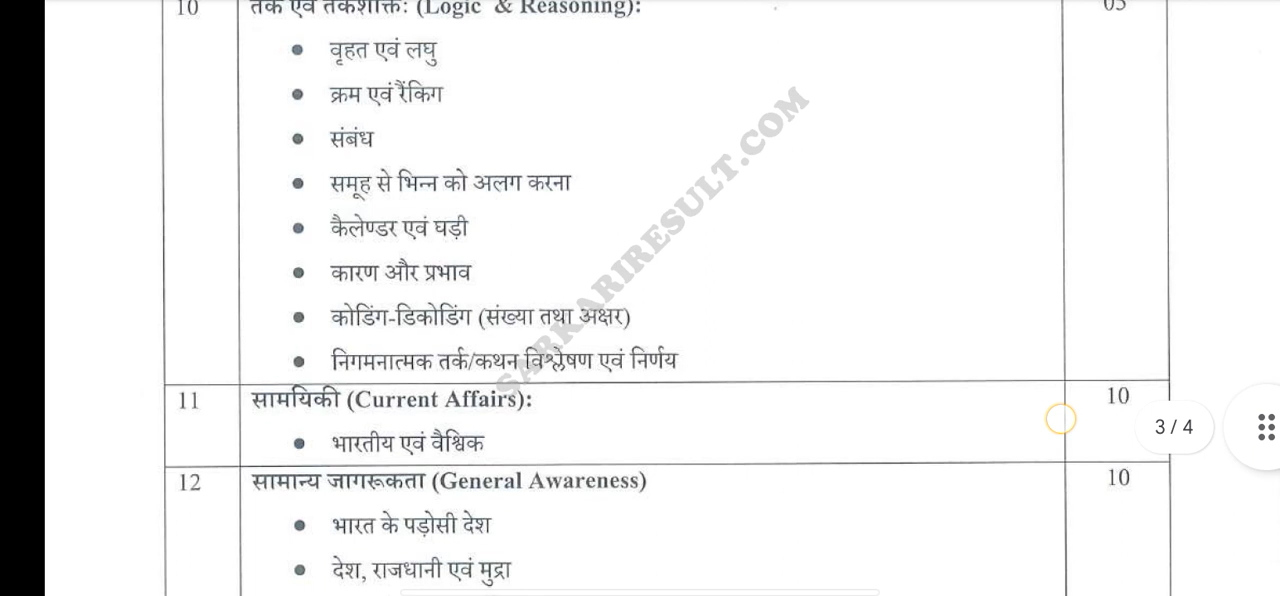 10 तर्क एवं तर्कशक्ति: (Logic & Reasoning): 05
● वृहत एवं लघु
● क्रम एवं रैंकिग
● संबंध
● समूह से भिन्न को अलग करना
● कैलेण्डर एवं घड़ी
● कारण और प्रभाव
● कोडिंग-डिकोडिंग (संख्या तथा अक्षर)
● निगमनात्मक तर्क/कथन विश्लेषण एवं निर्णय
SARKARIRESULT.COM
11 सामयिकी (Current Affairs): 10
● भारतीय एवं वैश्विक
3 / 4
12 सामान्य जागरूकता (General Awareness) 10
● भारत के पड़ोसी देश
● देश, राजधानी एवं मुद्रा